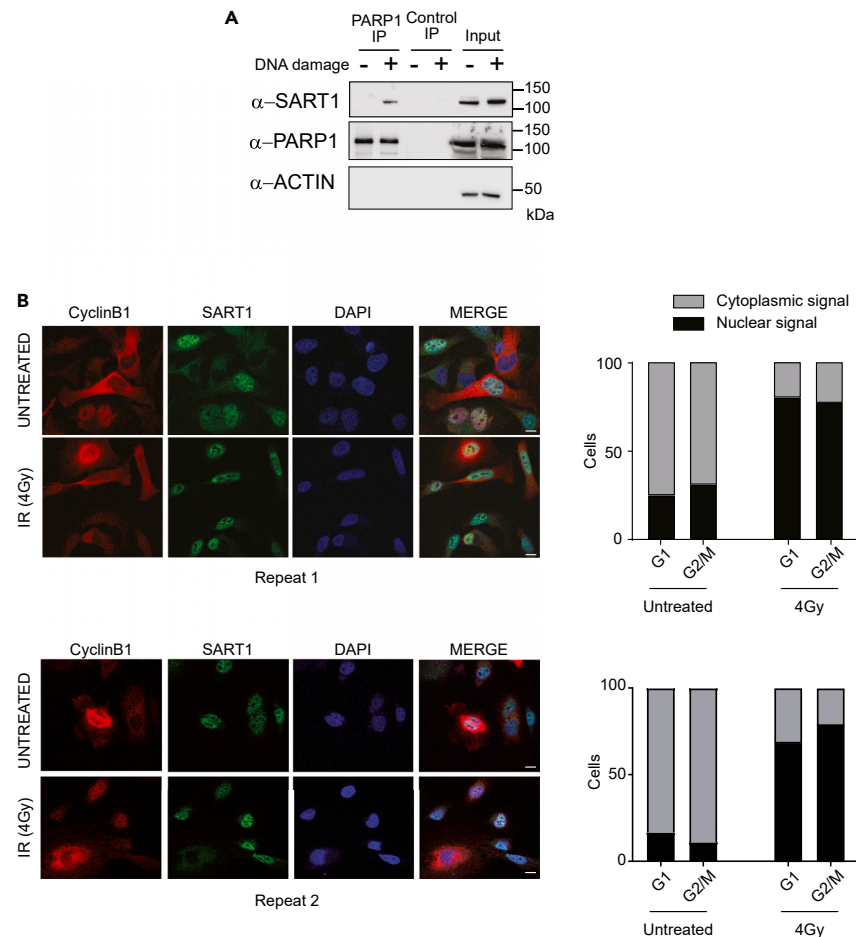 A
PARP1 Control
IP IP Input
DNA damage - + - + - +
α–SART1
150
100
α–PARP1
150
100
α–ACTIN
50
kDa
B
CyclinB1 SART1 DAPI MERGE
UNTREATED
IR (4Gy)
Repeat 1
Cytoplasmic signal
Nuclear signal
100
50
0
Cells
G1 G2/M G1 G2/M
Untreated 4Gy
CyclinB1 SART1 DAPI MERGE
UNTREATED
IR (4Gy)
Repeat 2
100
50
0
Cells
G1 G2/M G1 G2/M
Untreated 4Gy